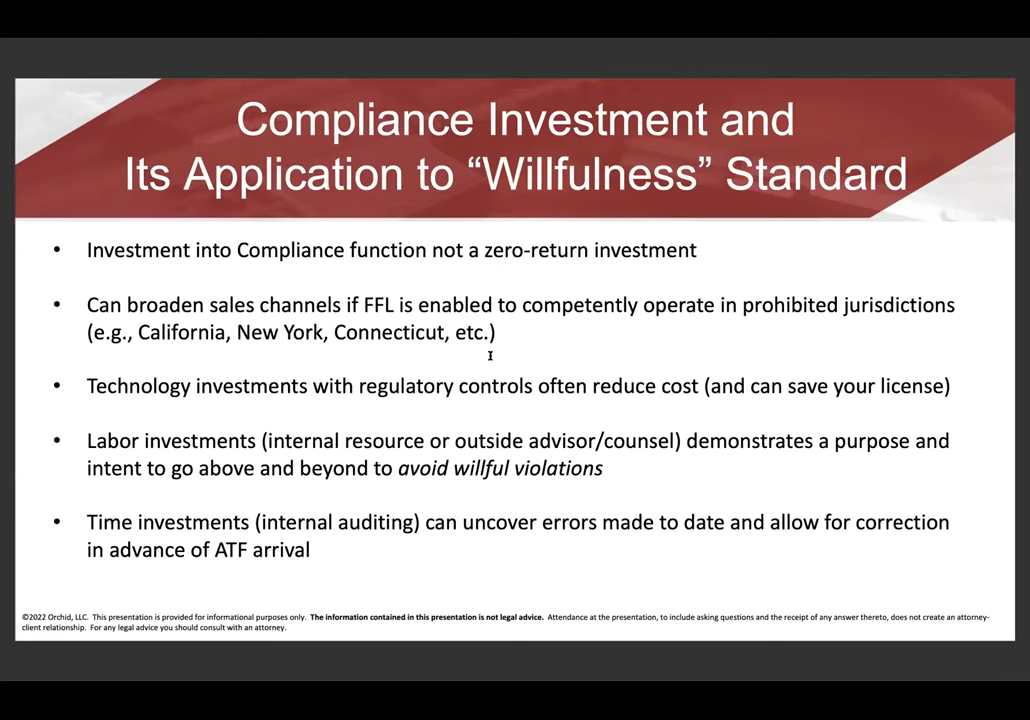 Compliance Investment and
Its Application to “Willfulness” Standard
• Investment into Compliance function not a zero-return investment
• Can broaden sales channels if FFL is enabled to competently operate in prohibited jurisdictions
(e.g., California, New York, Connecticut, etc.)
• Technology investments with regulatory controls often reduce cost (and can save your license)
• Labor investments (internal resource or outside advisor/counsel) demonstrates a purpose and
intent to go above and beyond to avoid willful violations
• Time investments (internal auditing) can uncover errors made to date and allow for correction
in advance of ATF arrival
©2022 Orchid, LLC. This presentation is provided for informational purposes only. The information contained in this presentation is not legal advice. Attendance at the presentation, to include asking questions and the receipt of any answer thereto, does not create an attorney-
client relationship. For any legal advice you should consult with an attorney.